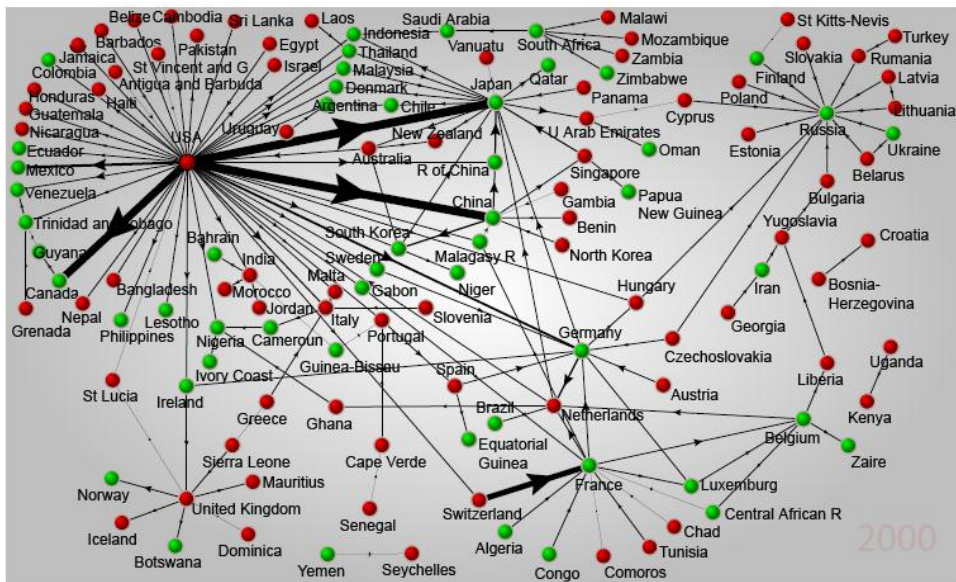 Belize
Cambodia
Sri Lanka
Laos
Saudi Arabia
Malawi
St Kitts-Nevis
Barbados
Indonesia
Vanuatu
South Africa
Mozambique
Slovakia
Turkey
Jamaica
Pakistan
Egypt
Thailand
Zambia
Finland
Rumania
Colombia
St Vincent and G
Israel
Malaysia
Japan
Qatar
Zimbabwe
Poland
Latvia
Honduras
Antigua and Barbuda
Denmark
Panama
Guatemala
Haiti
Argentina
Chile
Cyprus
Russia
Lithuania
Nicaragua
USA
Uruguay
New Zealand
U Arab Emirates
Estonia
Ukraine
Ecuador
Australia
R of China
Oman
Belarus
Mexico
Singapore
Bulgaria
Venezuela
China
Gambia
Papua
New Guinea
Trinidad and Tobago
South Korea
Benin
Yugoslavia
Croatia
Guyana
Bahrain
Sweden
Malagasy R
North Korea
India
Malta
Gabon
Niger
Hungary
Iran
Bosnia-
Herzegovina
Canada
Nepal
Bangladesh
Morocco
Jordan
Italy
Slovenia
Georgia
Grenada
Philippines
Lesotho
Nigeria
Cameroun
Portugal
Germany
Czechoslovakia
Uganda
Ivory Coast
Guinea-Bissau
Spain
Liberia
St Lucia
Ireland
Austria
Kenya
Greece
Ghana
Brazil
Netherlands
Belgium
Equatorial
Guinea
Zaire
Sierra Leone
Cape Verde
France
Luxemburg
Norway
Mauritius
United Kingdom
Switzerland
Central African R
Iceland
Senegal
Chad
2000
Botswana
Dominica
Algeria
Tunisia
Yemen
Seychelles
Congo
Comoros